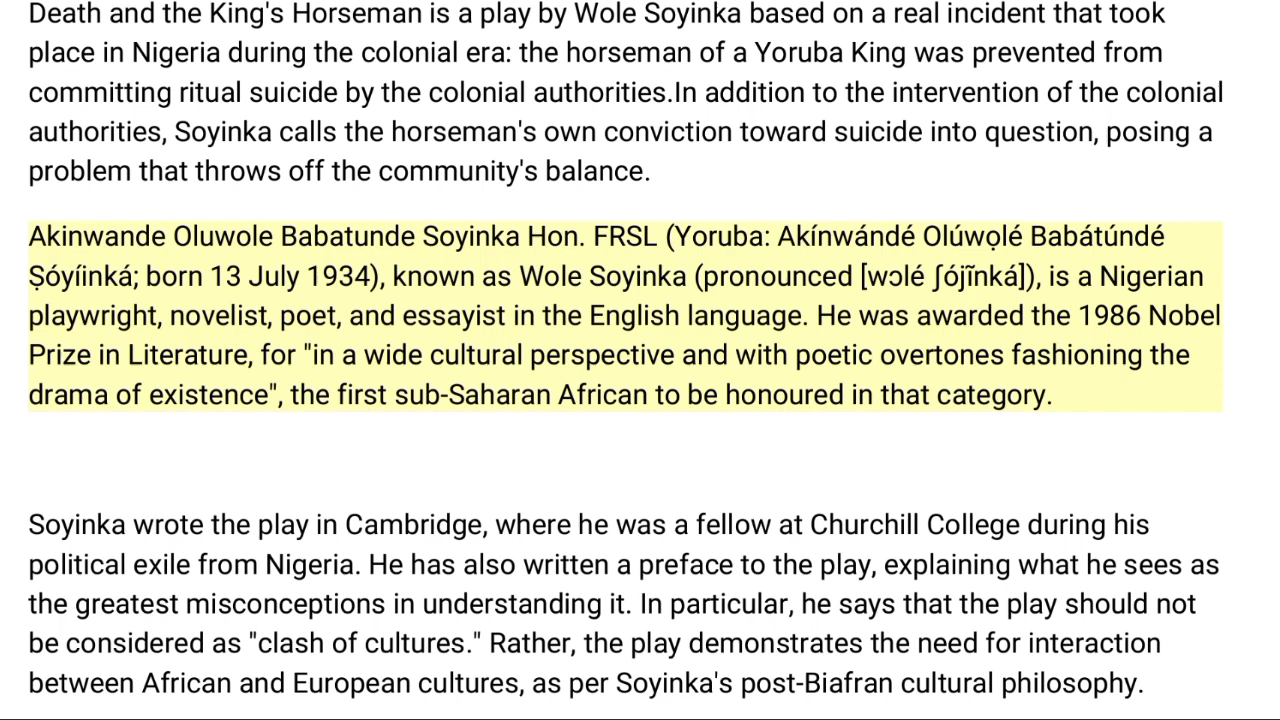 Death and the King's Horseman is a play by Wole Soyinka based on a real incident that took
place in Nigeria during the colonial era: the horseman of a Yoruba King was prevented from
committing ritual suicide by the colonial authorities.In addition to the intervention of the colonial
authorities, Soyinka calls the horseman's own conviction toward suicide into question, posing a
problem that throws off the community's balance.
Akinwande Oluwole Babatunde Soyinka Hon. FRSL (Yoruba: Akínwándé Olúwọlé Babátúndé
Ṣóyíinká; born 13 July 1934), known as Wole Soyinka (pronounced [wɔlé ʃójĩnká]), is a Nigerian
playwright, novelist, poet, and essayist in the English language. He was awarded the 1986 Nobel
Prize in Literature, for "in a wide cultural perspective and with poetic overtones fashioning the
drama of existence", the first sub-Saharan African to be honoured in that category.
Soyinka wrote the play in Cambridge, where he was a fellow at Churchill College during his
political exile from Nigeria. He has also written a preface to the play, explaining what he sees as
the greatest misconceptions in understanding it. In particular, he says that the play should not
be considered as "clash of cultures." Rather, the play demonstrates the need for interaction
between African and European cultures, as per Soyinka's post-Biafran cultural philosophy.